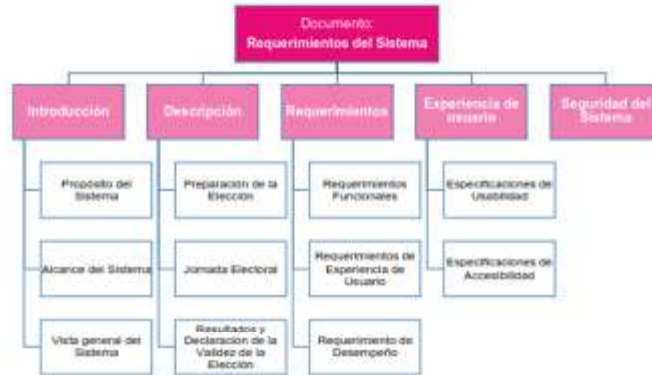 Documento:
Requerimientos del Sistema
Introducción
Descripción
Requerimientos
Experiencia de
usuario
Seguridad del
Sistema
Propósito del
Sistema
Preparación de la
Elección
Requerimientos
Funcionales
Especificaciones de
Usabilidad
Alcance del Sistema
Jornada Electoral
Requerimientos de
Experiencia de
Usuario
Especificaciones de
Accesibilidad
Vista general del
Sistema
Resultados y
Declaración de la
Validez de la
Elección
Requerimiento de
Desempeño